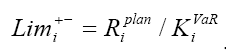 Lim_i^{+-} = R_i^{plan} / K_i^{VaR}